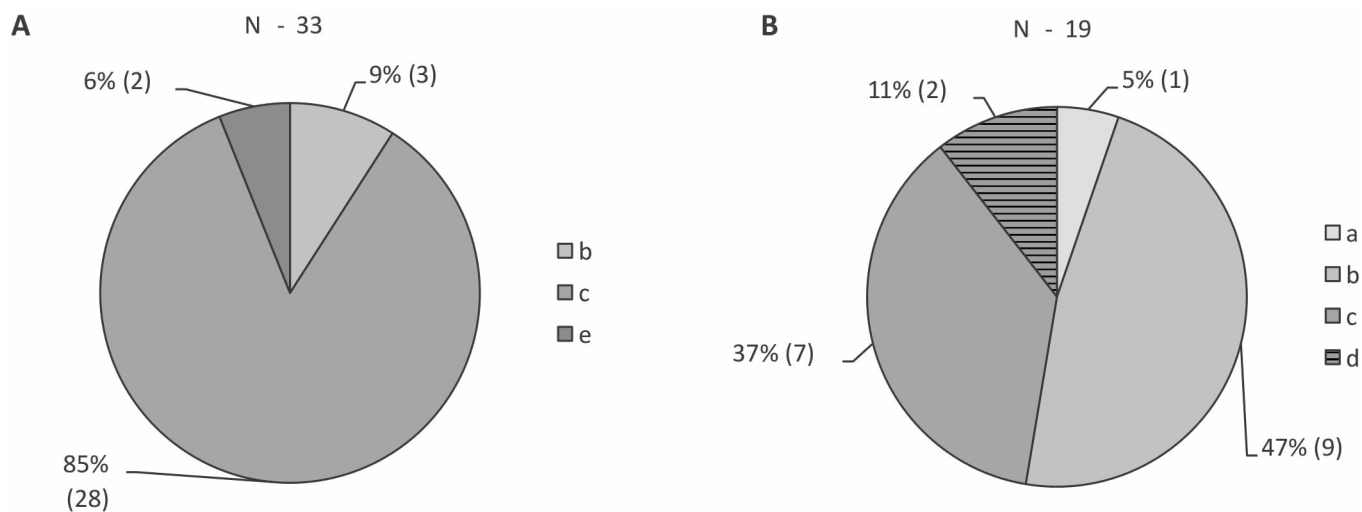 A
N - 33
6% (2)
9% (3)
85%
(28)
b
c
e
B
N - 19
11% (2)
5% (1)
37% (7)
47% (9)
a
b
c
d